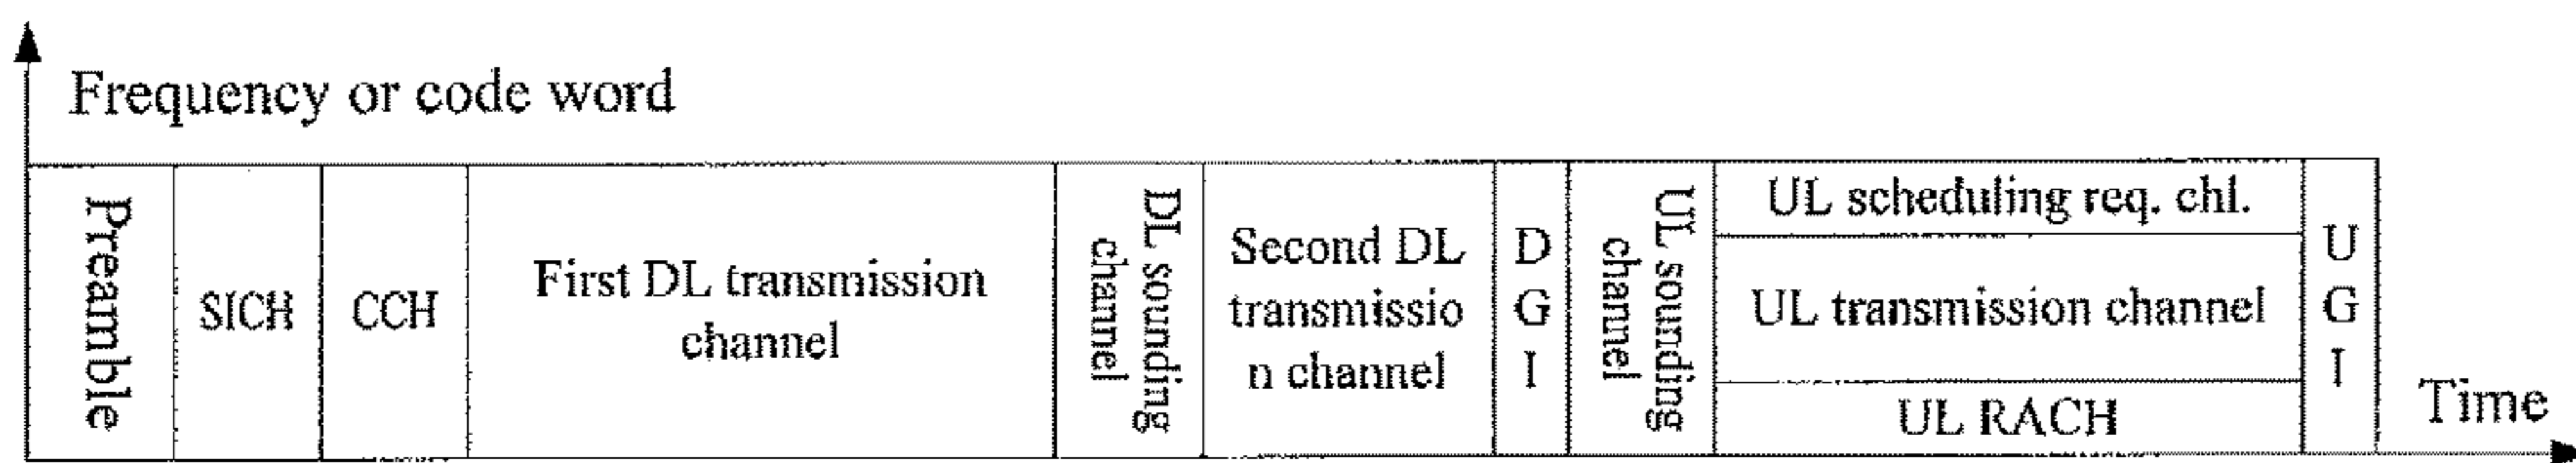 Frequency or code word
Preamble
SICH
CCH
First DL transmission
channel
DL sounding
channel
Second DL
transmissio
n channel
D
G
I
UL sounding
channel
UL scheduling req. chl.
UL transmission channel
UL RACH
U
G
I
Time